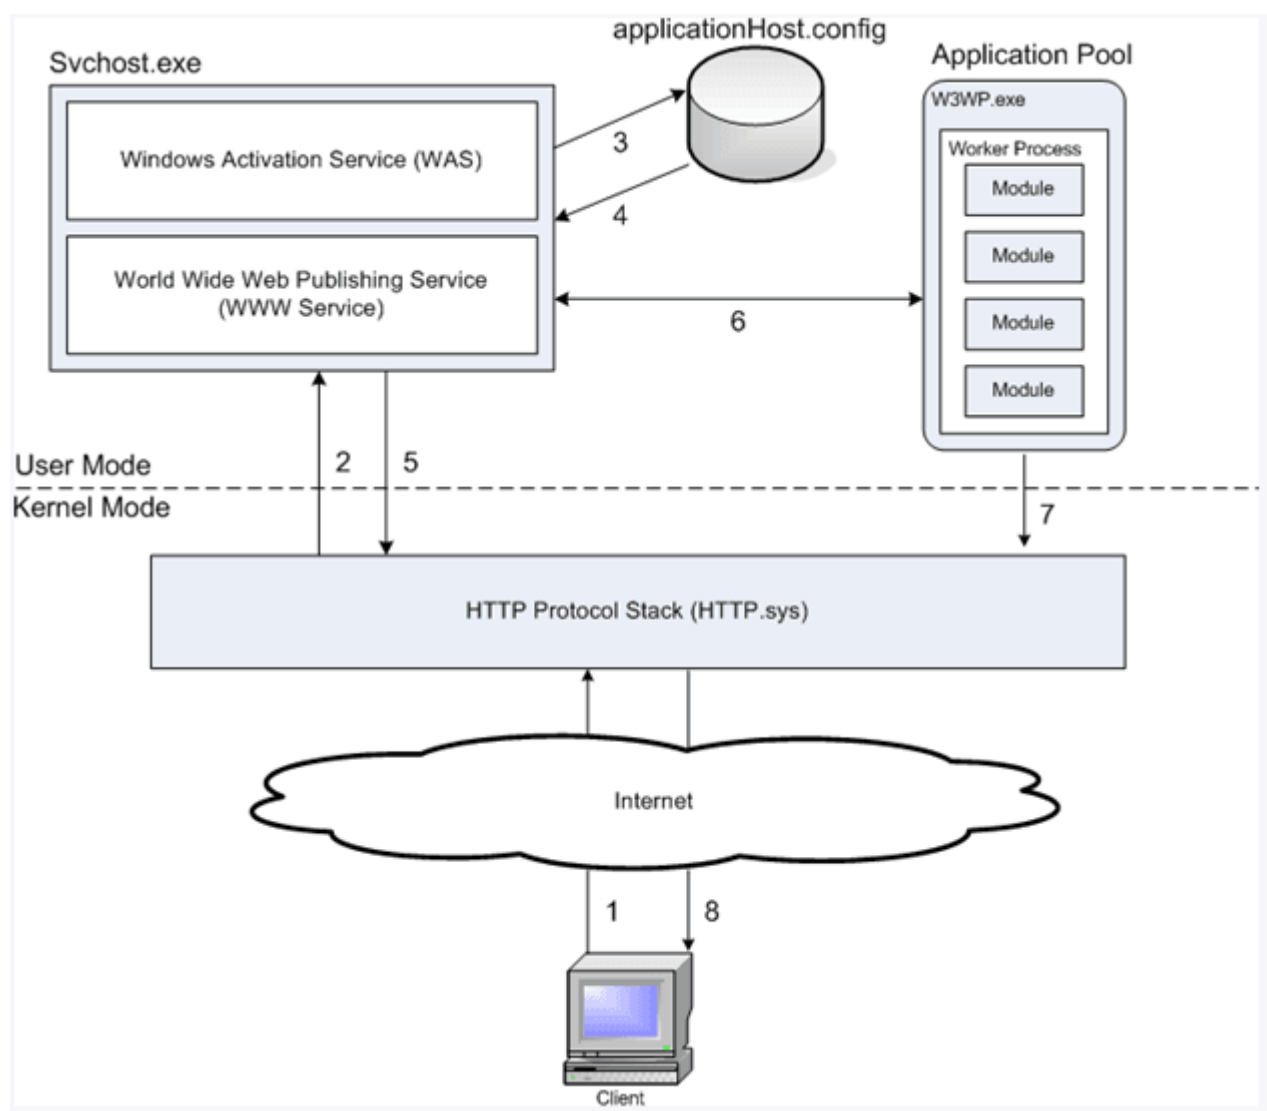 applicationHost.config
Svchost.exe
Application Pool
W3WP.exe
Windows Activation Service (WAS)
3
Worker Process
Module
4
Module
World Wide Web Publishing Service
(WWW Service)
6
Module
Module
User Mode
2
5
Kernel Mode
7
HTTP Protocol Stack (HTTP.sys)
Internet
1
8
Client